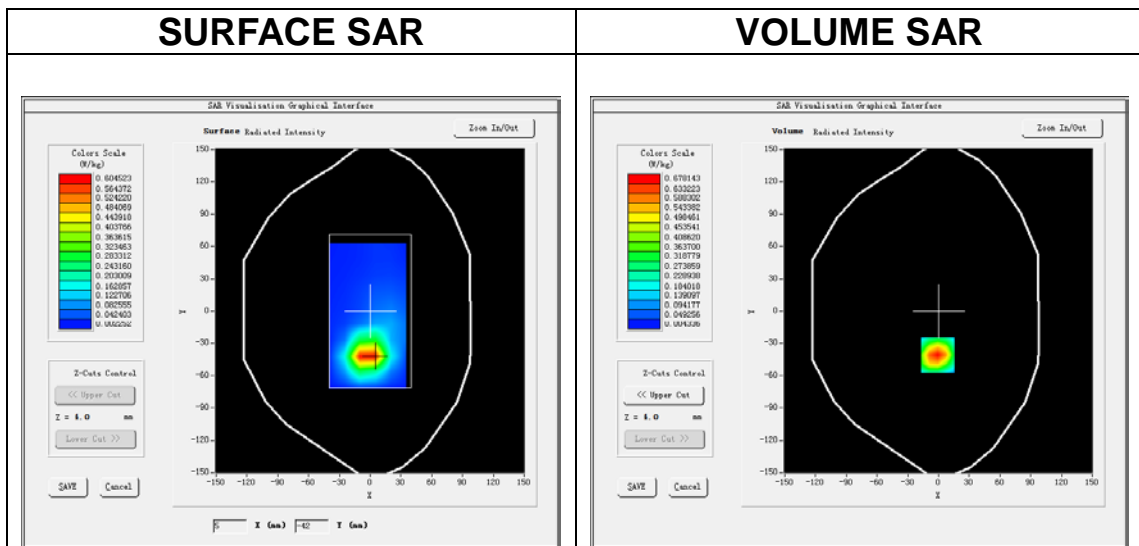 SURFACE SAR
VOLUME SAR
SAR Visualisation Graphical Interface
Surface Radiated Intensity
Zoom In/Out
Colors Scale
(W/kg)
0.604523
0.564372
0.524220
0.484069
0.443918
0.403766
0.363615
0.323463
0.283312
0.243160
0.203009
0.162857
0.122706
0.082555
0.042403
0.002252
150
120
90
60
30
0
-30
-60
-90
-120
-150
Y
-150 -120 -90 -60 -30 0 30 60 90 120 150
X
Z-Cuts Control
<< Upper Cut
Z = 4.0 mm
Lower Cut >>
SAVE Cancel
5 X (mm) -42 Y (mm)
SAR Visualisation Graphical Interface
Volume Radiated Intensity
Zoom In/Out
Colors Scale
(W/kg)
0.678143
0.633223
0.588302
0.543382
0.498461
0.453541
0.408620
0.363700
0.318779
0.273859
0.228938
0.184018
0.139097
0.094177
0.049256
0.004336
150
120
90
60
30
0
-30
-60
-90
-120
-150
Y
-150 -120 -90 -60 -30 0 30 60 90 120 150
X
Z-Cuts Control
<< Upper Cut
Z = 4.0 mm
Lower Cut >>
SAVE Cancel